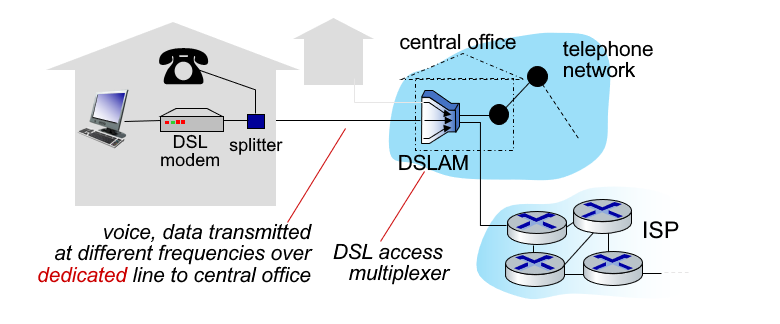 central office
telephone
network
DSL
modem
splitter
DSLAM
voice, data transmitted
at different frequencies over
dedicated line to central office
DSL access
multiplexer
ISP